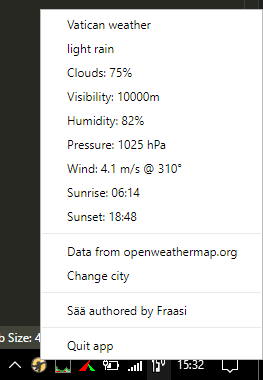 Vatican weather
light rain
Clouds: 75%
Visibility: 10000m
Humidity: 82%
Pressure: 1025 hPa
Wind: 4.1 m/s @ 310°
Sunrise: 06:14
Sunset: 18:48
Data from openweathermap.org
Change city
Sää authored by Fraasi
Quit app
Size: 4
15:32